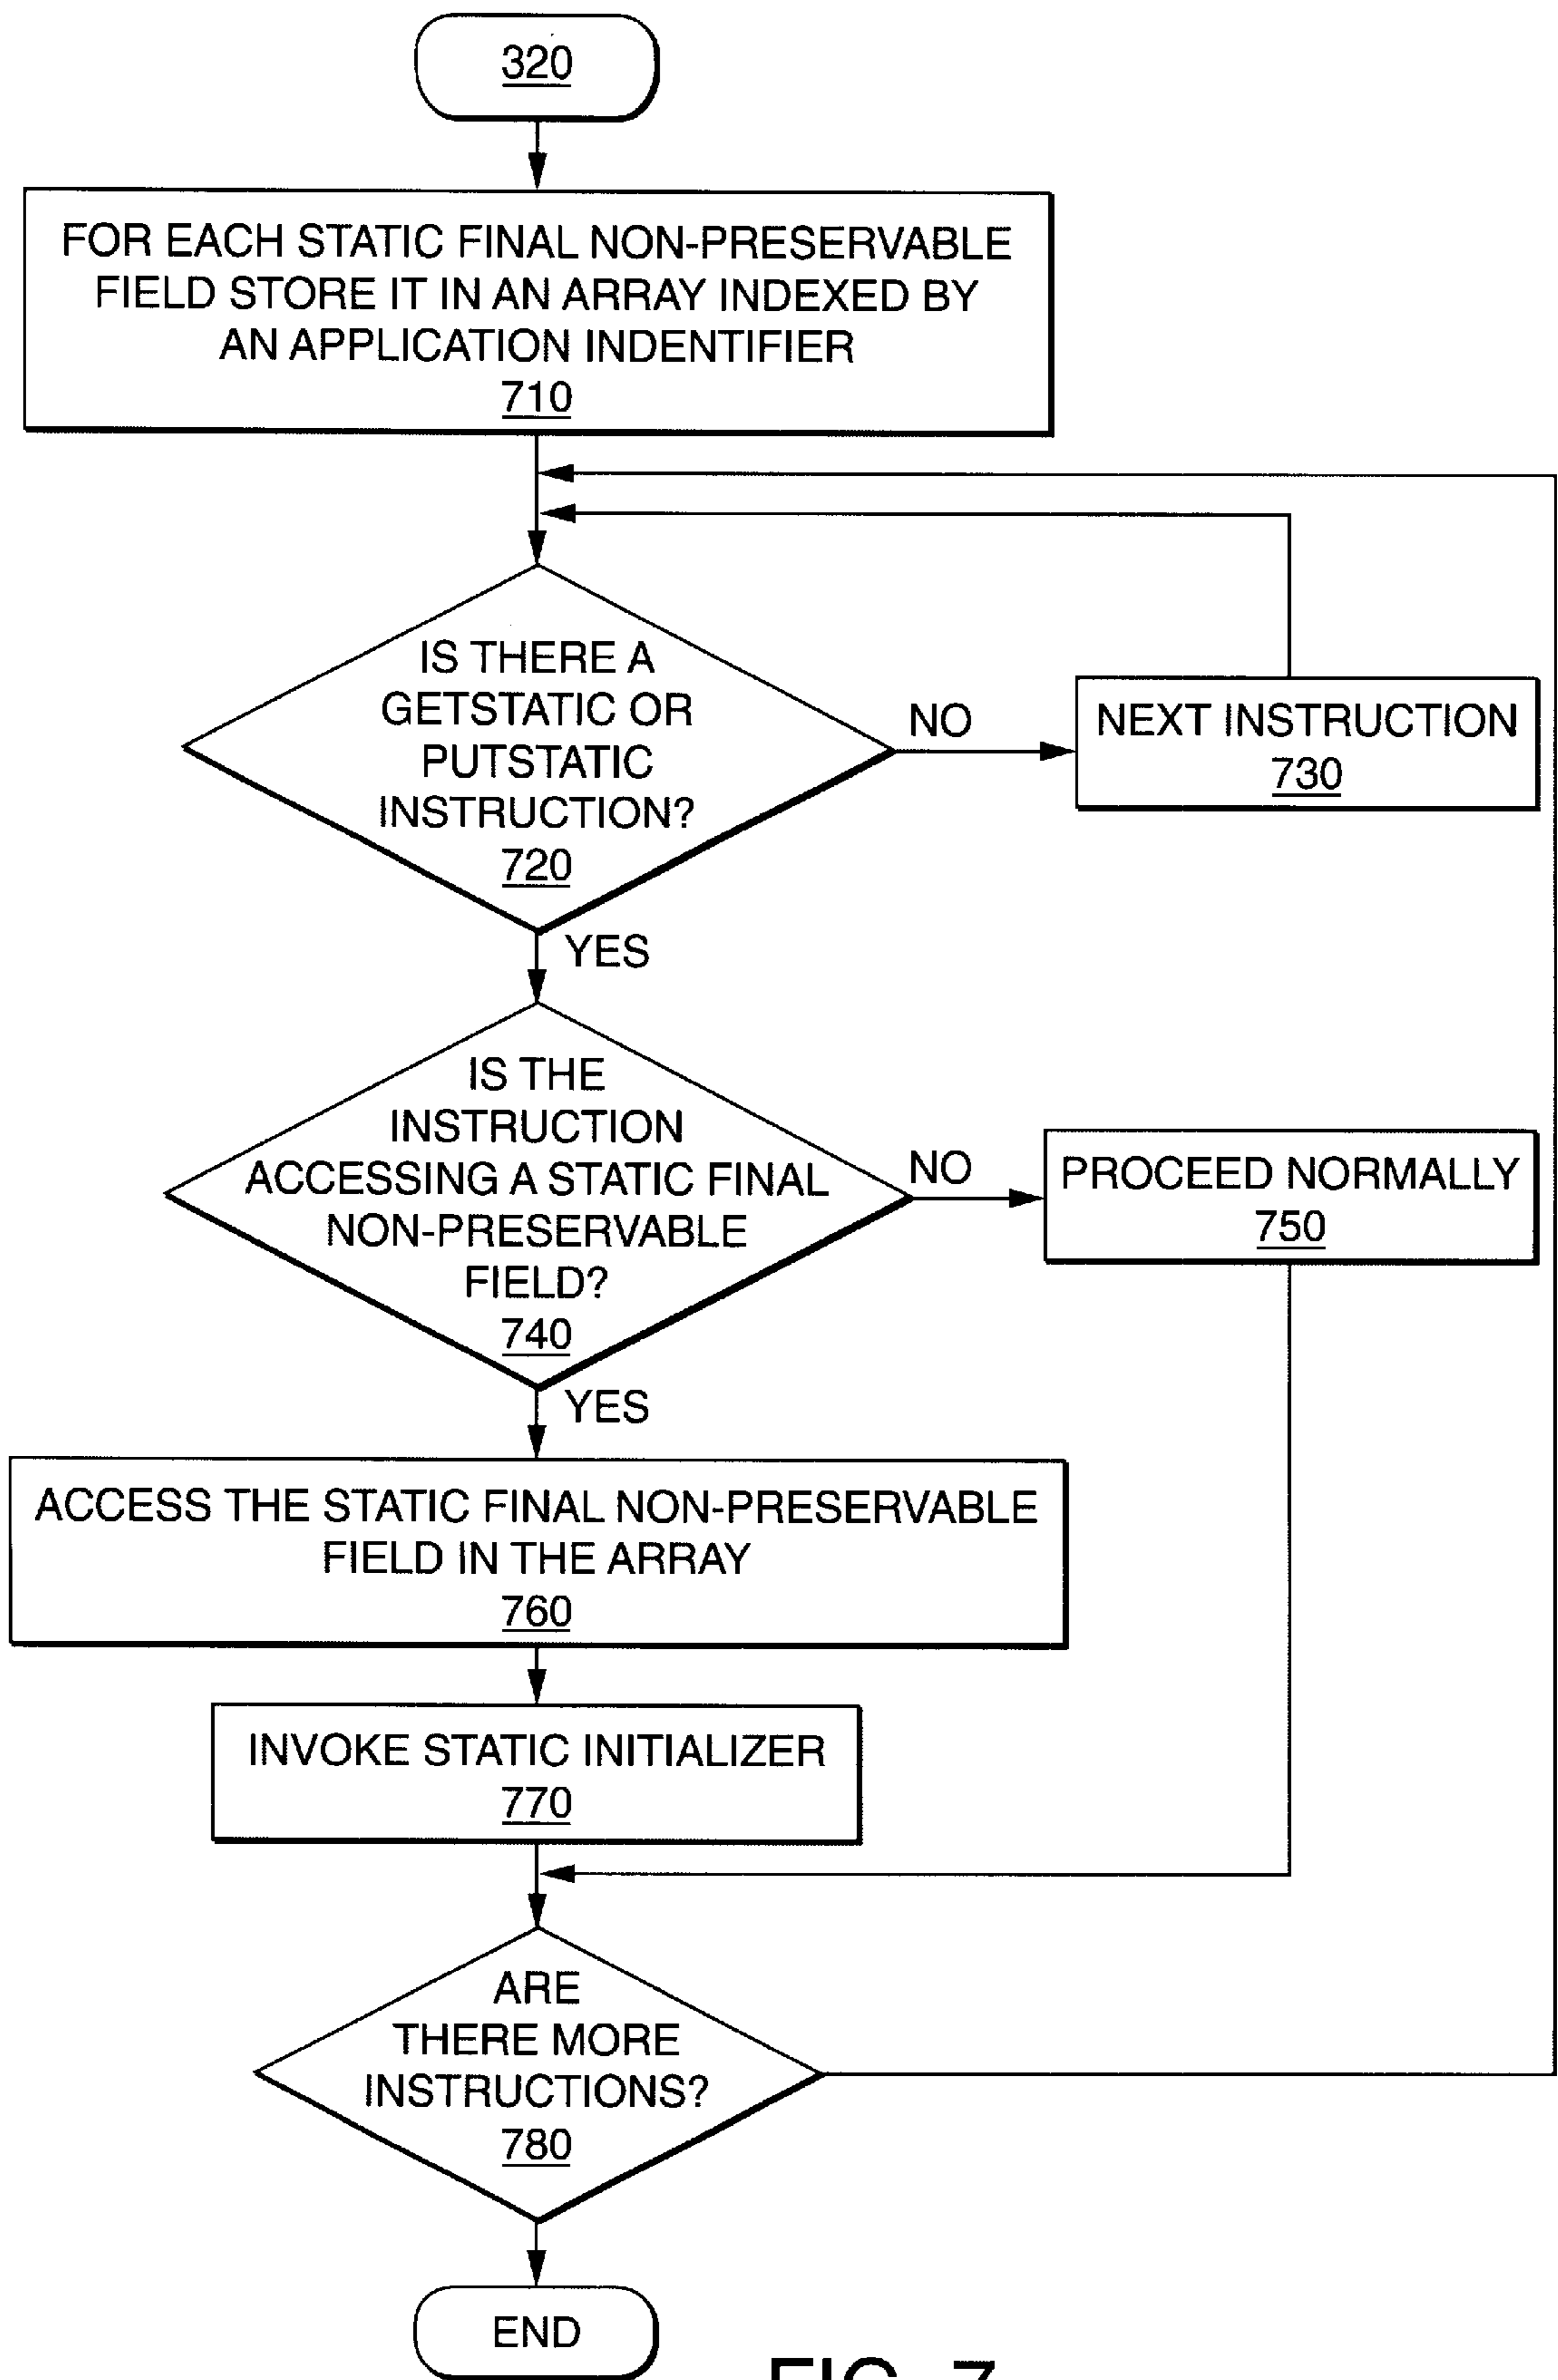 320
FOR EACH STATIC FINAL NON-PRESERVABLE
FIELD STORE IT IN AN ARRAY INDEXED BY
AN APPLICATION INDENTIFIER
710
IS THERE A
GETSTATIC OR
PUTSTATIC
INSTRUCTION?
720
NO
NEXT INSTRUCTION
730
YES
IS THE
INSTRUCTION
ACCESSING A STATIC FINAL
NON-PRESERVABLE
FIELD?
740
NO
PROCEED NORMALLY
750
YES
ACCESS THE STATIC FINAL NON-PRESERVABLE
FIELD IN THE ARRAY
760
INVOKE STATIC INITIALIZER
770
ARE
THERE MORE
INSTRUCTIONS?
780
END
FIG. 7